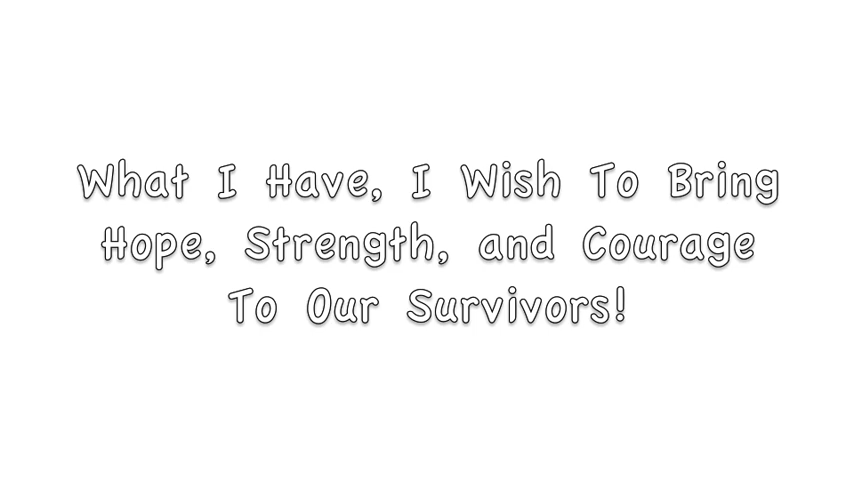 What I Have, I Wish To Bring
Hope, Strength, and Courage
To Our Survivors!